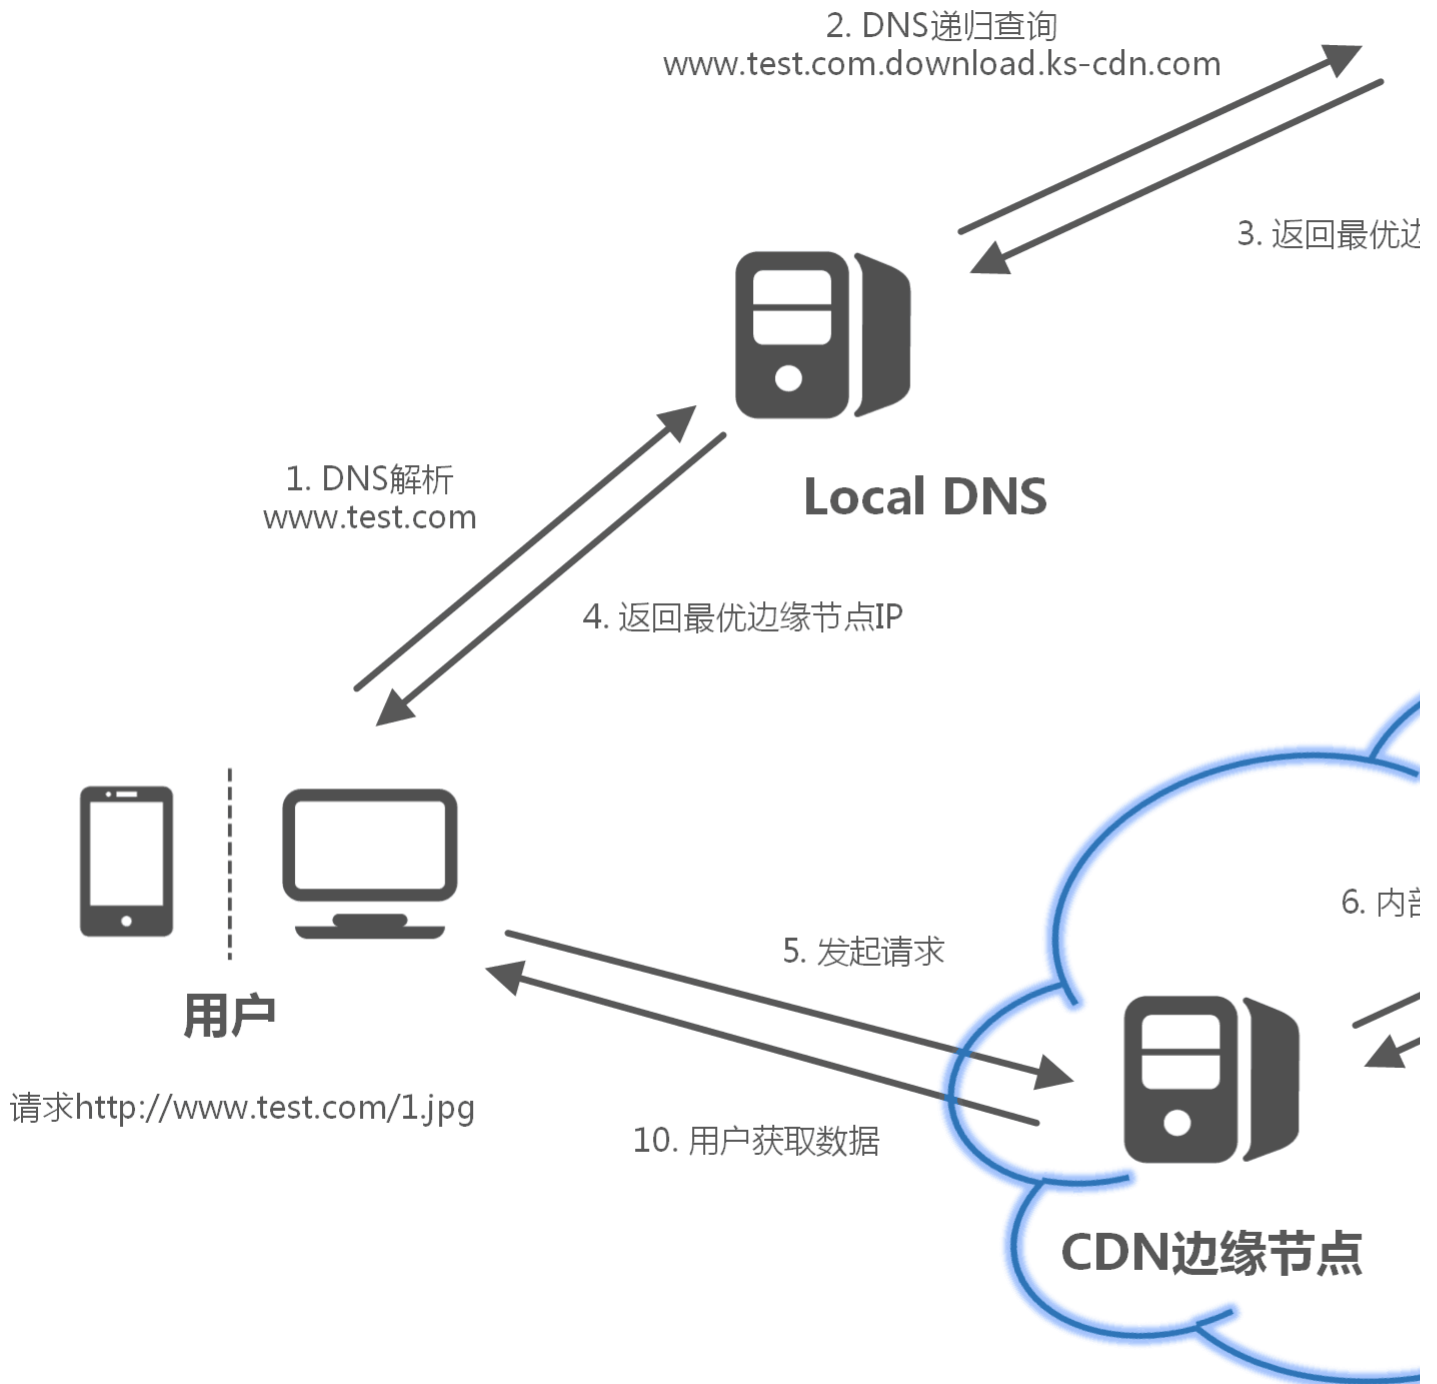 2. DNS递归查询
www.test.com.download.ks-cdn.com
3. 返回最优边
1. DNS解析
www.test.com
Local DNS
4. 返回最优边缘节点IP
6. 内部
5. 发起请求
用户
请求http://www.test.com/1.jpg
10. 用户获取数据
CDN边缘节点